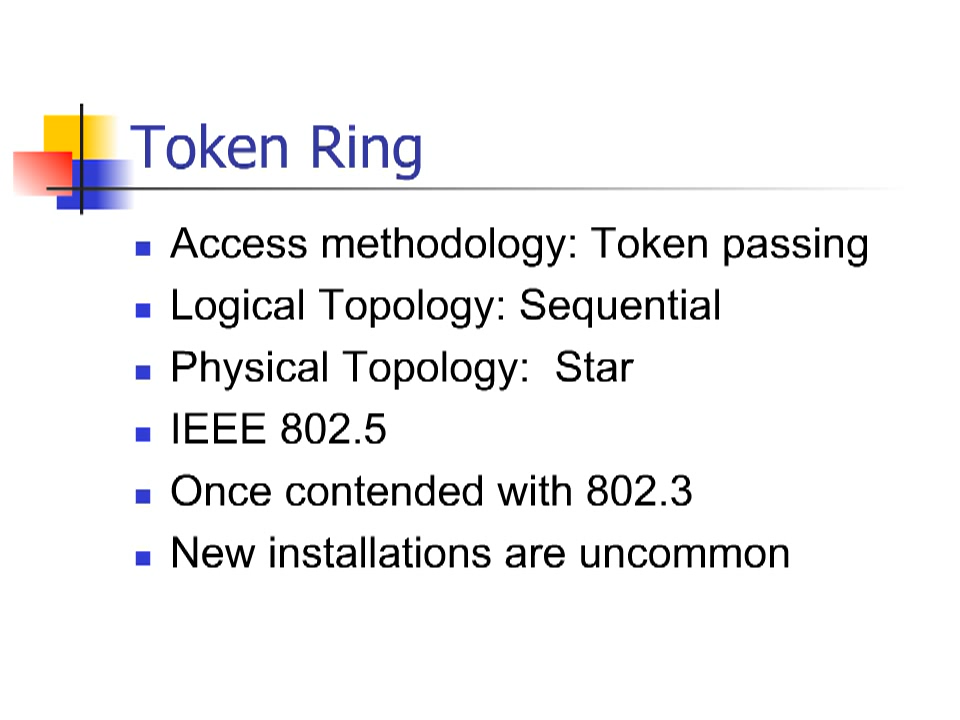 Token Ring
Access methodology: Token passing
Logical Topology: Sequential
Physical Topology:  Star
IEEE 802.5
Once contended with 802.3
New installations are uncommon